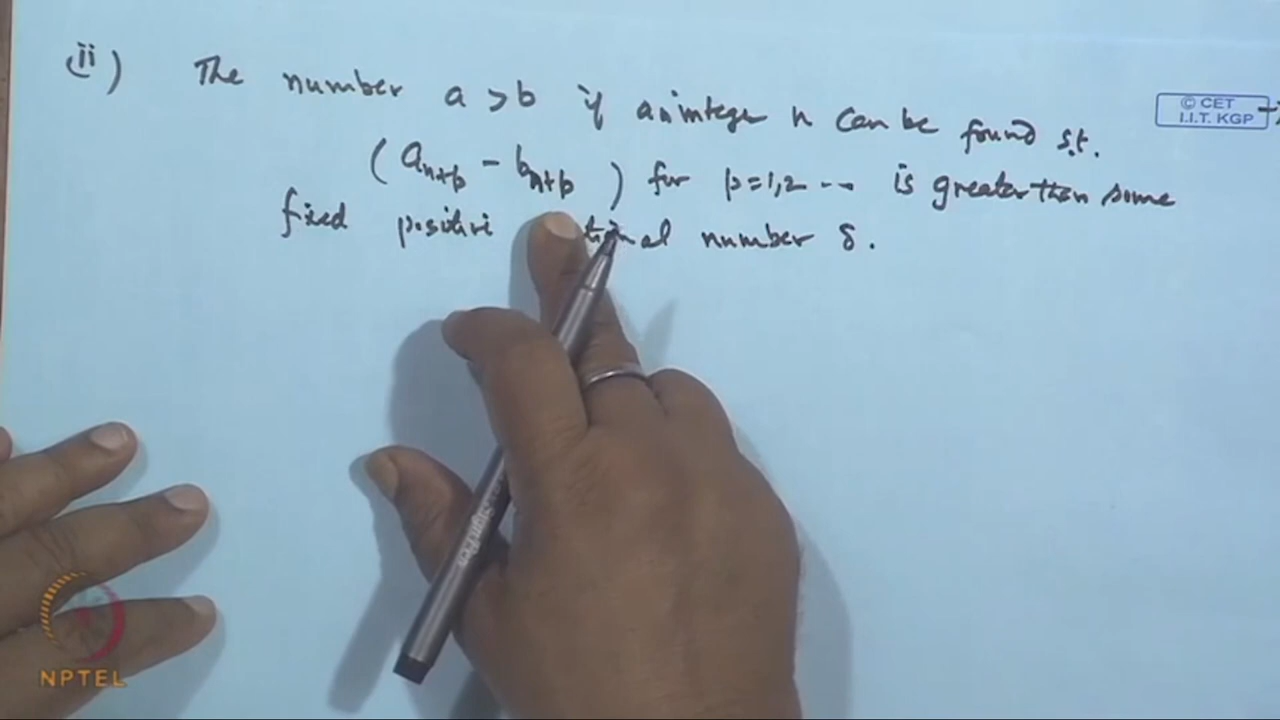 (ii) The number a > b if an integer n can be found s.t.
© CET
I.I.T. KGP
(a_{n+p} - b_{n+p}) for p=1,2 --- is greater than some
fixed positive number δ.
NPTEL